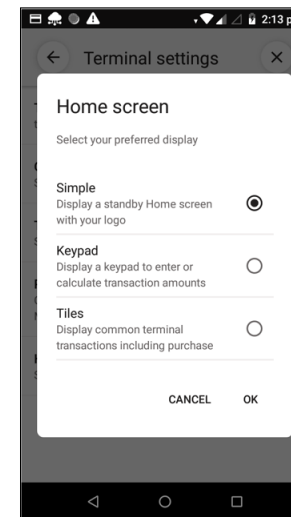 2:13 p
Terminal settings
Home screen
Select your preferred display
Simple
Display a standby Home screen
with your logo
Keypad
Display a keypad to enter or
calculate transaction amounts
Tiles
Display common terminal
transactions including purchase
CANCEL OK